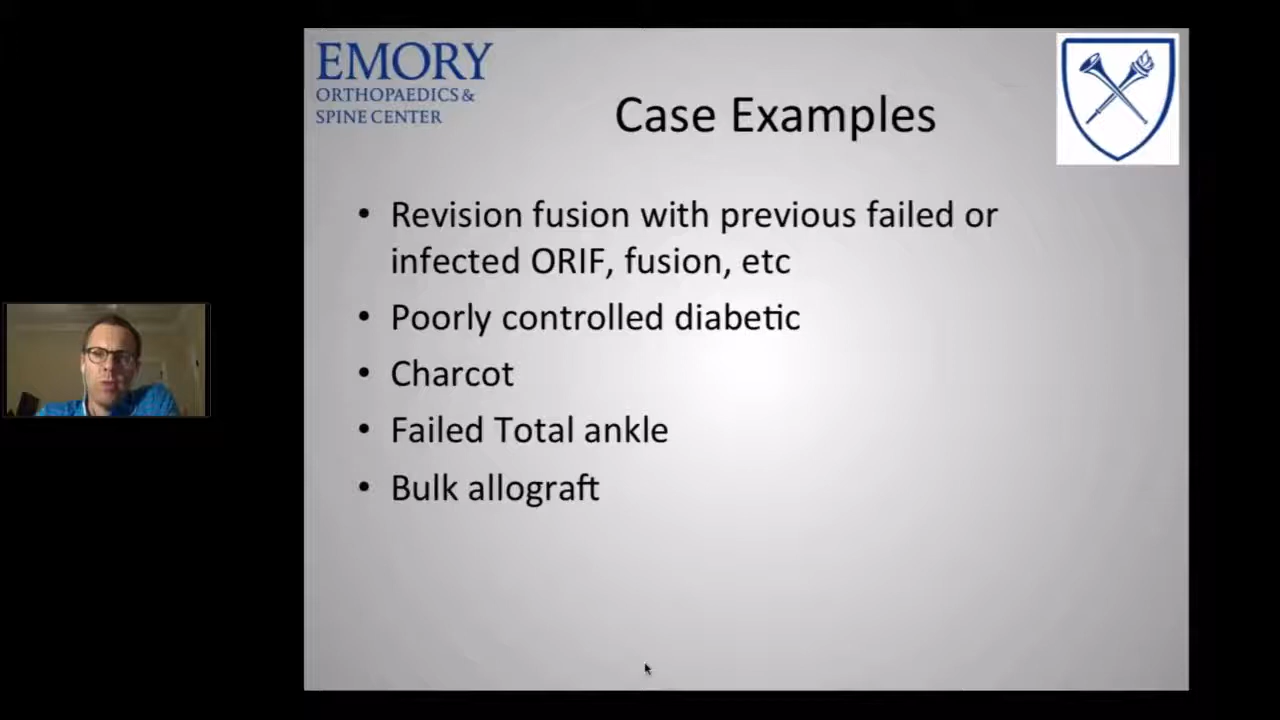 EMORY
ORTHOPAEDICS &
SPINE CENTER
Case Examples
• Revision fusion with previous failed or
infected ORIF, fusion, etc
• Poorly controlled diabetic
• Charcot
• Failed Total ankle
• Bulk allograft